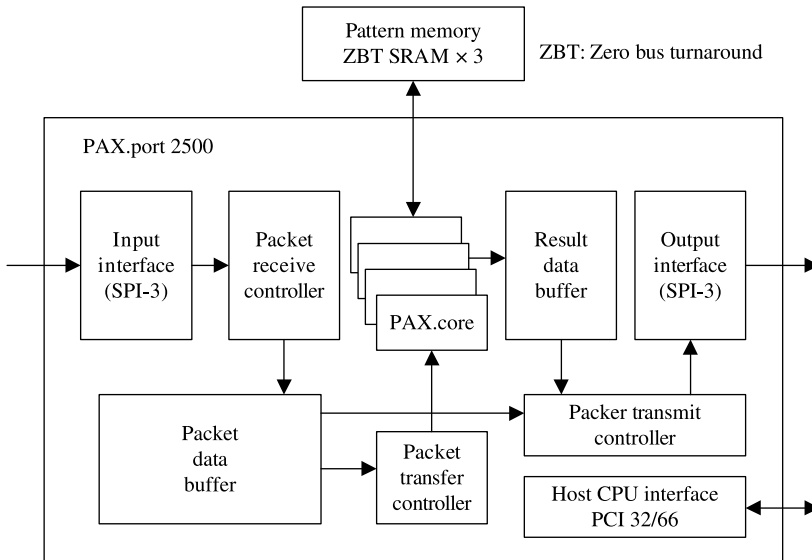 Pattern memory
ZBT SRAM × 3
ZBT: Zero bus turnaround
PAX.port 2500
Input
interface
(SPI-3)
Packet
receive
controller
PAX.core
Result
data
buffer
Output
interface
(SPI-3)
Packet
data
buffer
Packet
transfer
controller
Packer transmit
controller
Host CPU interface
PCI 32/66